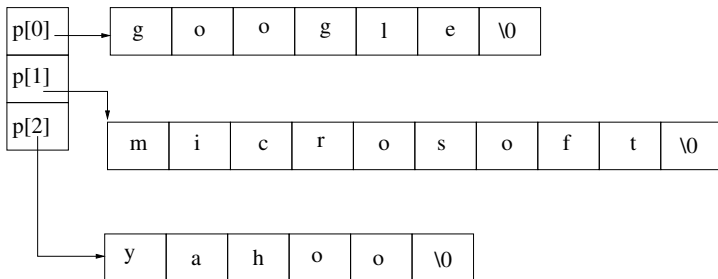 p[0] g o o g l e \0
p[1]
p[2]
m i c r o s o f t \0
y a h o o \0